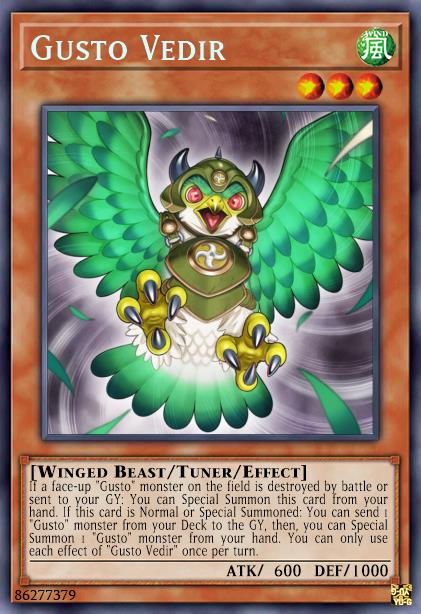 GUSTO VEDIR
WIND
風
[WINGED BEAST/TUNER/EFFECT]
If a face-up "Gusto" monster on the field is destroyed by battle or
sent to your GY: You can Special Summon this card from your
hand. If this card is Normal or Special Summoned: You can send 1
"Gusto" monster from your Deck to the GY, then, you can Special
Summon 1 "Gusto" monster from your hand. You can only use
each effect of "Gusto Vedir" once per turn.
ATK/ 600 DEF/1000
86277379